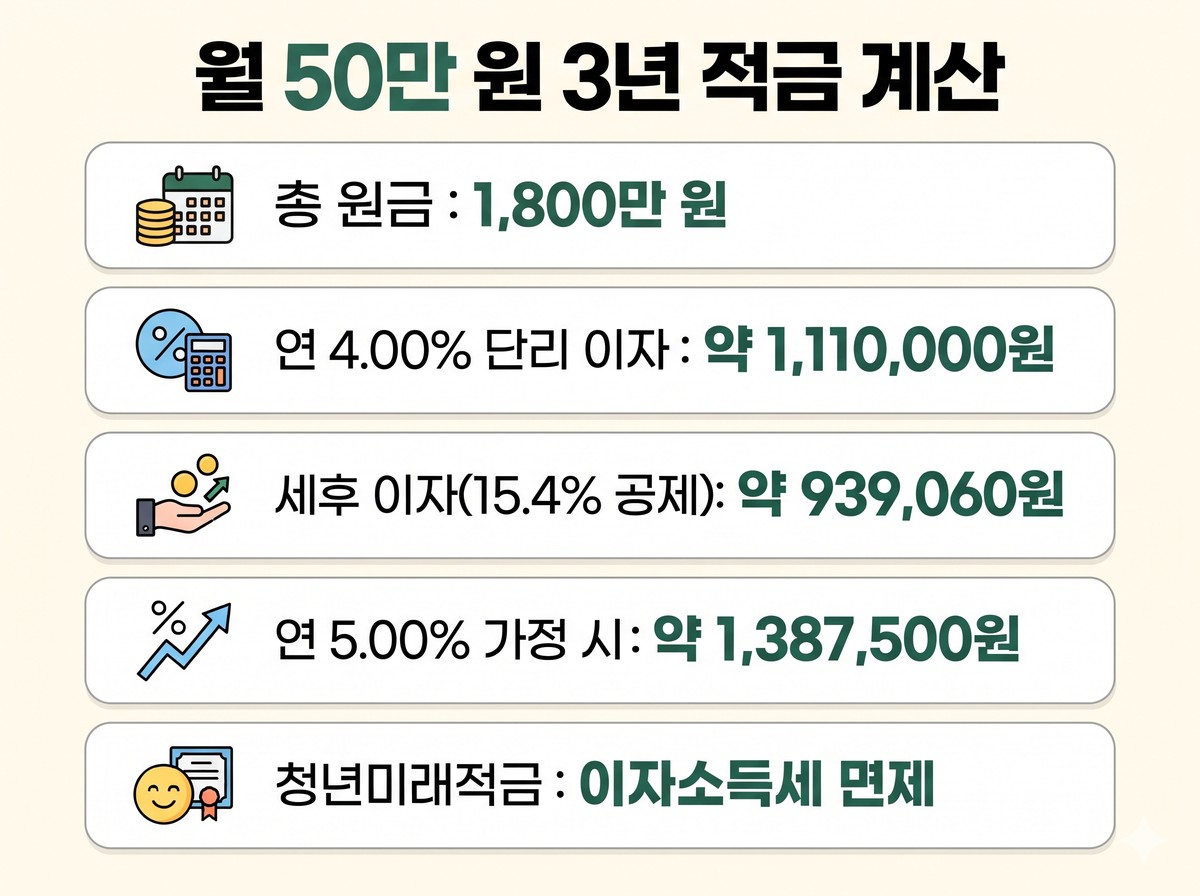 월 50만 원 3년 적금 계산
총 원금 : 1,800만 원
연 4.00% 단리 이자 : 약 1,110,000원
세후 이자(15.4% 공제): 약 939,060원
연 5.00% 가정 시: 약 1,387,500원
청년미래적금 : 이자소득세 면제